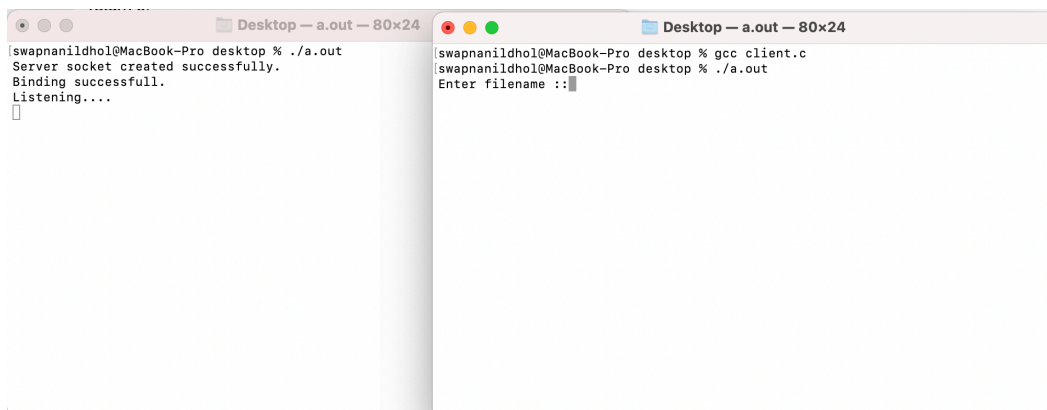 Desktop — a.out — 80×24
[swapnanildhol@MacBook-Pro desktop % ./a.out
Server socket created successfully.
Binding successfull.
Listening....
Desktop — a.out — 80×24
[swapnanildhol@MacBook-Pro desktop % gcc client.c
[swapnanildhol@MacBook-Pro desktop % ./a.out
Enter filename ::